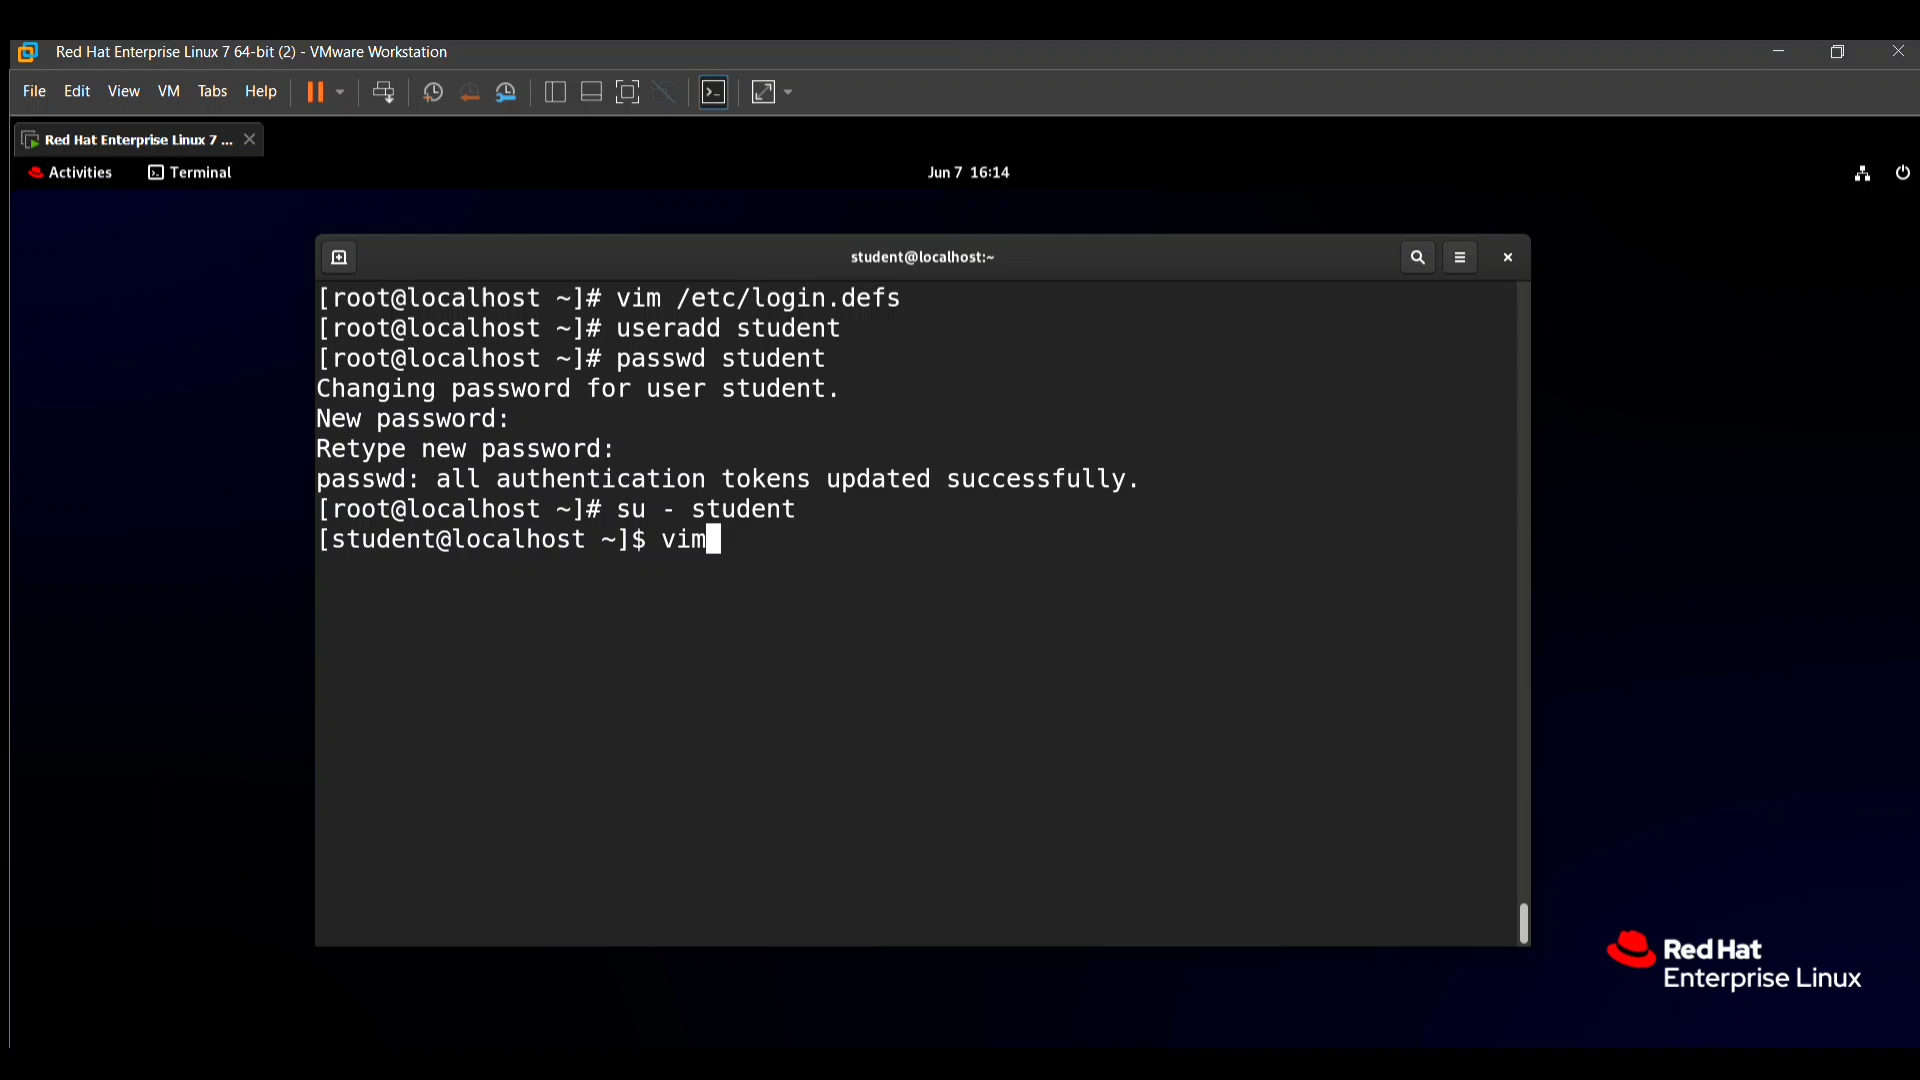 Red Hat Enterprise Linux 7 64-bit (2) - VMware Workstation
File Edit View VM Tabs Help
Red Hat Enterprise Linux 7 ...
Activities Terminal Jun 7 16:14
student@localhost:~
[root@localhost ~]# vim /etc/login.defs
[root@localhost ~]# useradd student
[root@localhost ~]# passwd student
Changing password for user student.
New password:
Retype new password:
passwd: all authentication tokens updated successfully.
[root@localhost ~]# su - student
[student@localhost ~]$ vim
Red Hat
Enterprise Linux